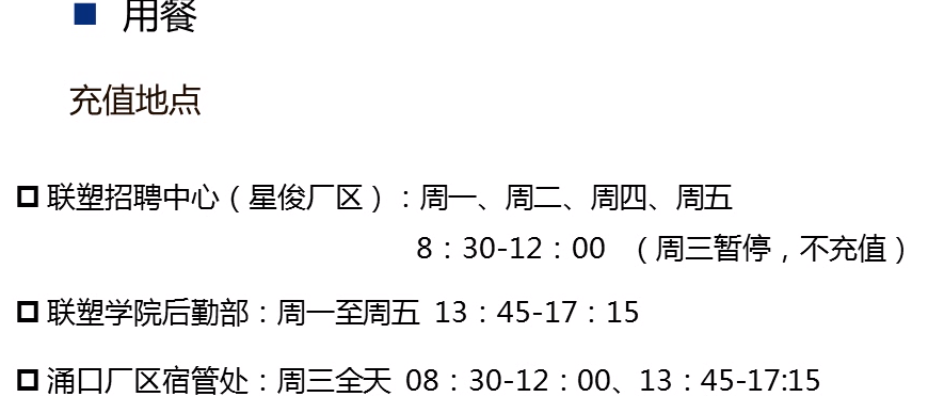 用餐
充值地点
联塑招聘中心（星俊厂区）：周一、周二、周四、周五
8：30-12：00 （周三暂停，不充值）
联塑学院后勤部：周一至周五 13：45-17：15
涌口厂区宿管处：周三全天 08：30-12：00、13：45-17:15